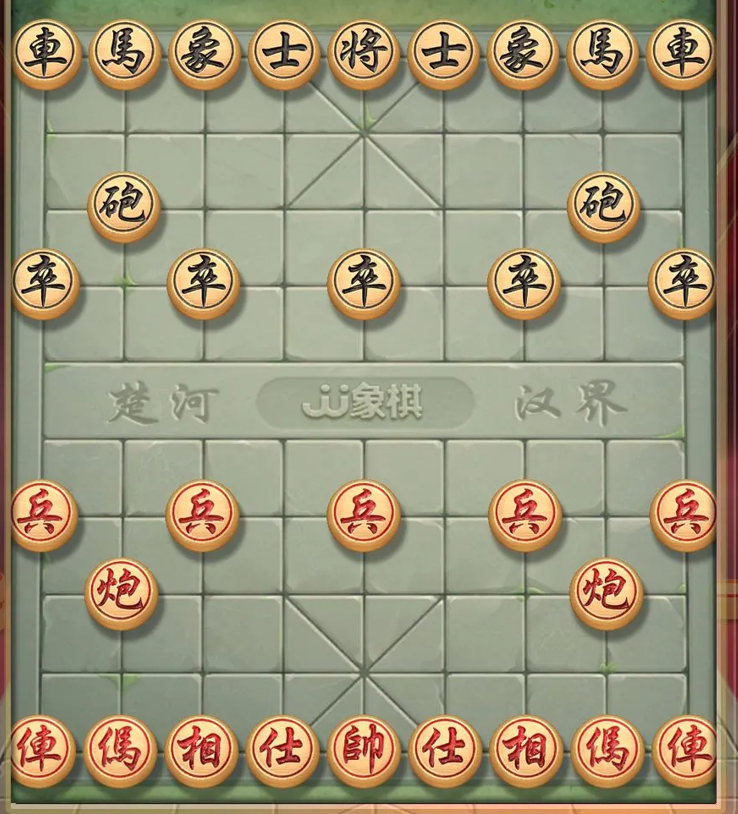 車馬象士将士象馬車
砲 砲
卒 卒 卒 卒 卒
楚河 JJ象棋 汉界
兵 兵 兵 兵 兵
炮 炮
俥傌相仕帥仕相傌俥